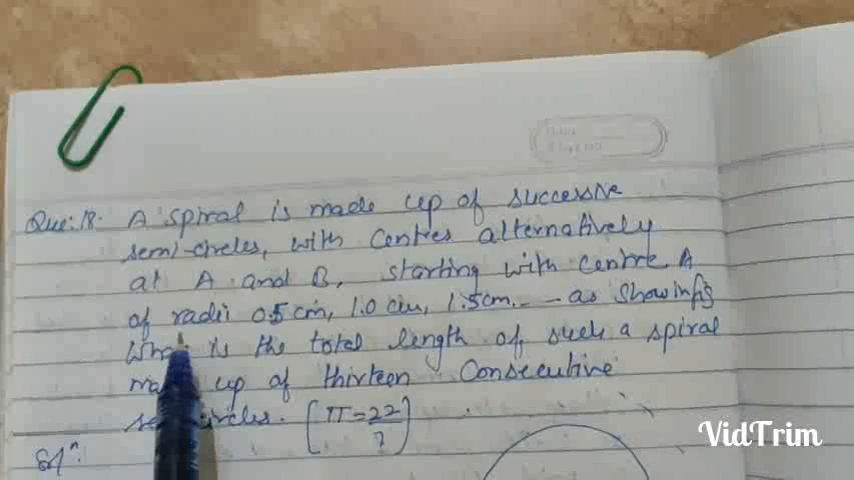 Que:18. A spiral is made up of successive
semi-circles, with centres alternatively
at A and B, starting with centre A
of radii 0.5 cm, 1.0 cm, 1.5 cm, -- as show in fig
What is the total length of such a spiral
made up of thirteen Consecutive
circles. [π = 22/7]
Solⁿ:
VidTrim